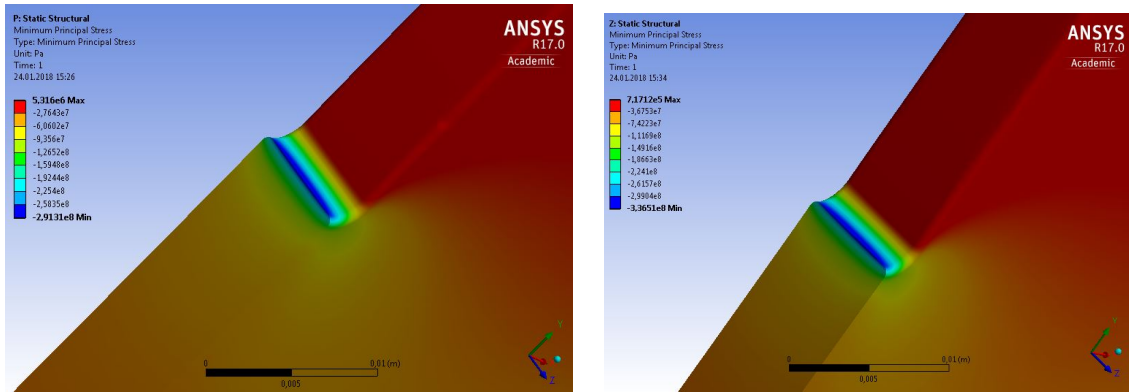 P: Static Structural
Minimum Principal Stress
Type: Minimum Principal Stress
Unit: Pa
Time: 1
24.01.2018 15:26
5,316e6 Max
-2,7643e7
-6,0602e7
-9,356e7
-1,2652e8
-1,5948e8
-1,9244e8
-2,254e8
-2,5835e8
-2,9131e8 Min
ANSYS
R17.0
Academic
0
0,01 (m)
0,005
Y
Z
Z: Static Structural
Minimum Principal Stress
Type: Minimum Principal Stress
Unit: Pa
Time: 1
24.01.2018 15:34
7,1712e5 Max
-3,6753e7
-7,4223e7
-1,1169e8
-1,4916e8
-1,8663e8
-2,241e8
-2,6157e8
-2,9904e8
-3,3651e8 Min
ANSYS
R17.0
Academic
0
0,01 (m)
0,005
Y
Z